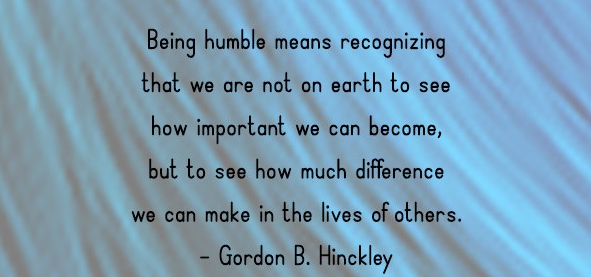 Being humble means recognizing
that we are not on earth to see
how important we can become,
but to see how much difference
we can make in the lives of others.
– Gordon B. Hinckley